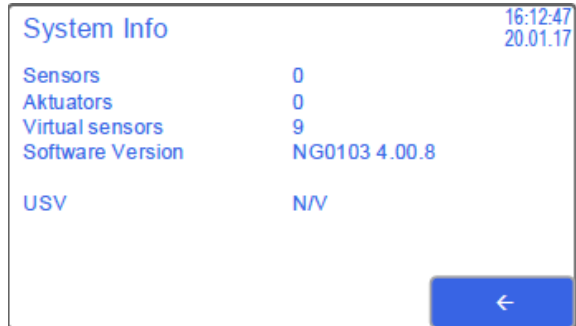 System Info
16:12:47
20.01.17
Sensors 0
Aktuators 0
Virtual sensors 9
Software Version NG0103 4.00.8
USV N/V
←